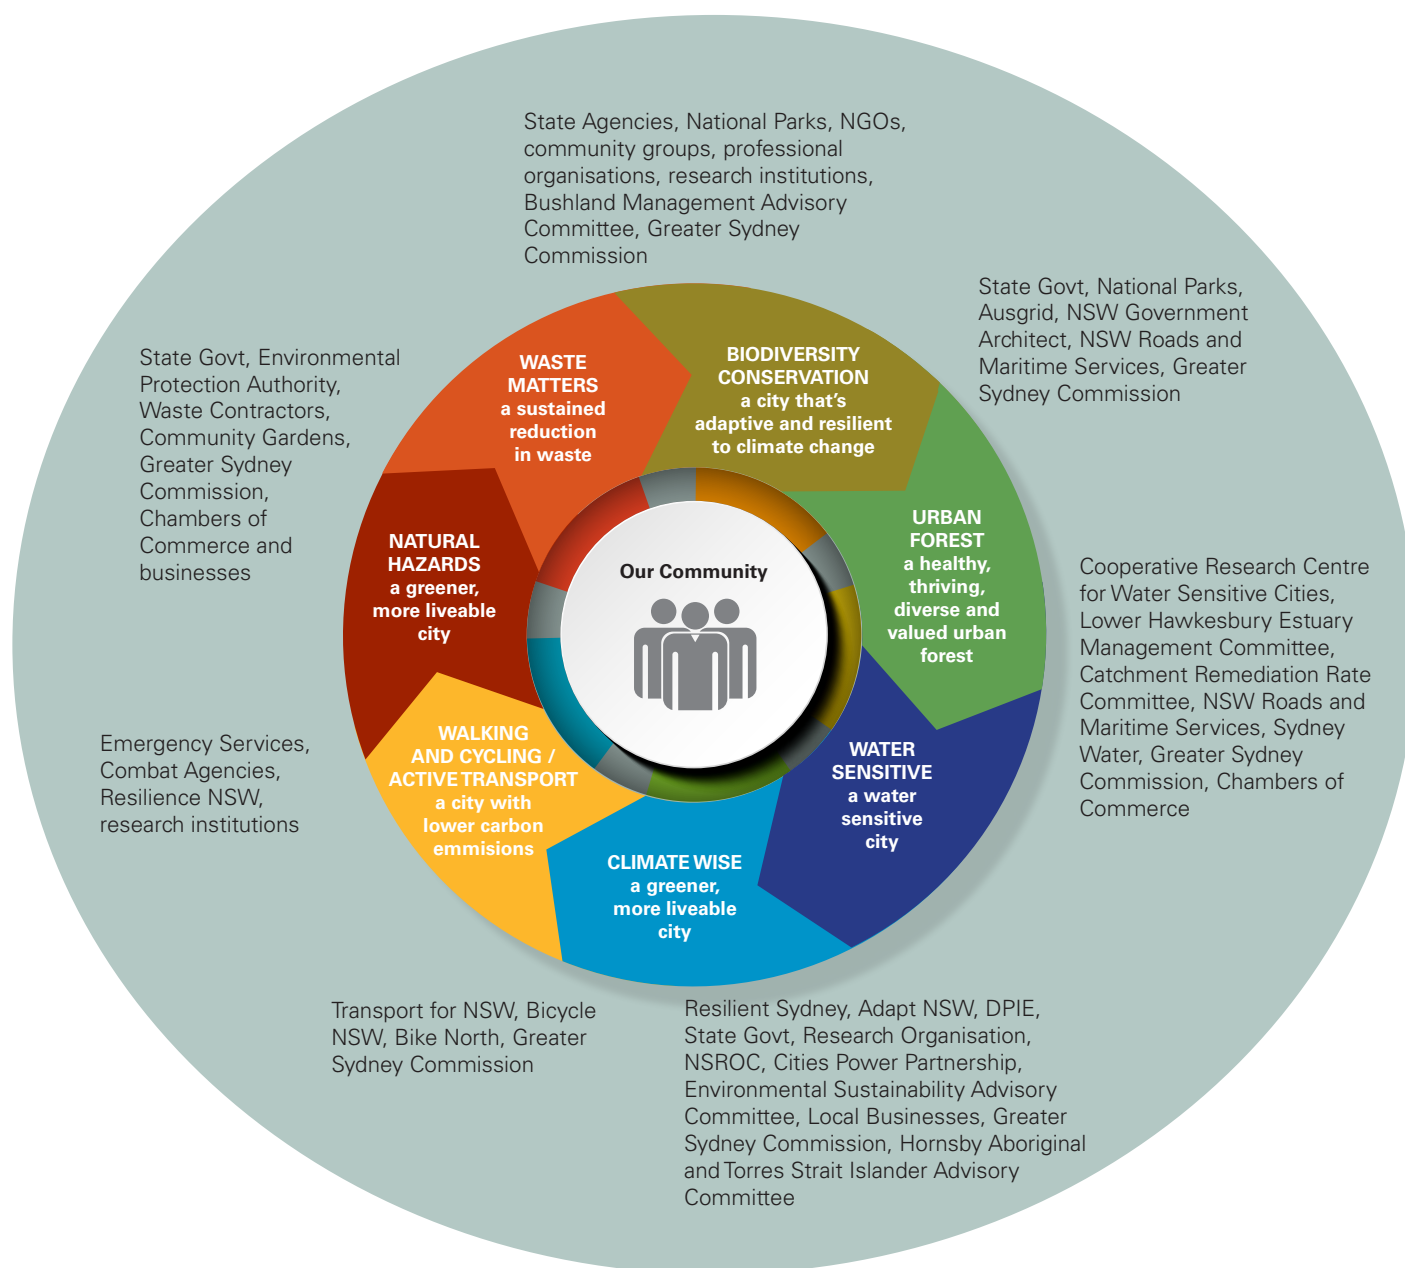 State Agencies, National Parks, NGOs,
community groups, professional
organisations, research institutions,
Bushland Management Advisory
Committee, Greater Sydney
Commission
State Govt, National Parks,
Ausgrid, NSW Government
Architect, NSW Roads and
Maritime Services, Greater
Sydney Commission
State Govt, Environmental
Protection Authority,
Waste Contractors,
Community Gardens,
Greater Sydney
Commission,
Chambers of
Commerce and
businesses
WASTE
MATTERS
a sustained
reduction
in waste
BIODIVERSITY
CONSERVATION
a city that's
adaptive and resilient
to climate change
NATURAL
HAZARDS
a greener,
more liveable
city
Our Community
URBAN
FOREST
a healthy,
thriving,
diverse and
valued urban
forest
Cooperative Research Centre
for Water Sensitive Cities,
Lower Hawkesbury Estuary
Management Committee,
Catchment Remediation Rate
Committee, NSW Roads and
Maritime Services, Sydney
Water, Greater Sydney
Commission, Chambers of
Commerce
Emergency Services,
Combat Agencies,
Resilience NSW,
research institutions
WALKING
AND CYCLING /
ACTIVE TRANSPORT
a city with
lower carbon
emmisions
WATER
SENSITIVE
a water
sensitive
city
CLIMATE WISE
a greener,
more liveable
city
Transport for NSW, Bicycle
NSW, Bike North, Greater
Sydney Commission
Resilient Sydney, Adapt NSW, DPIE,
State Govt, Research Organisation,
NSROC, Cities Power Partnership,
Environmental Sustainability Advisory
Committee, Local Businesses, Greater
Sydney Commission, Hornsby Aboriginal
and Torres Strait Islander Advisory
Committee